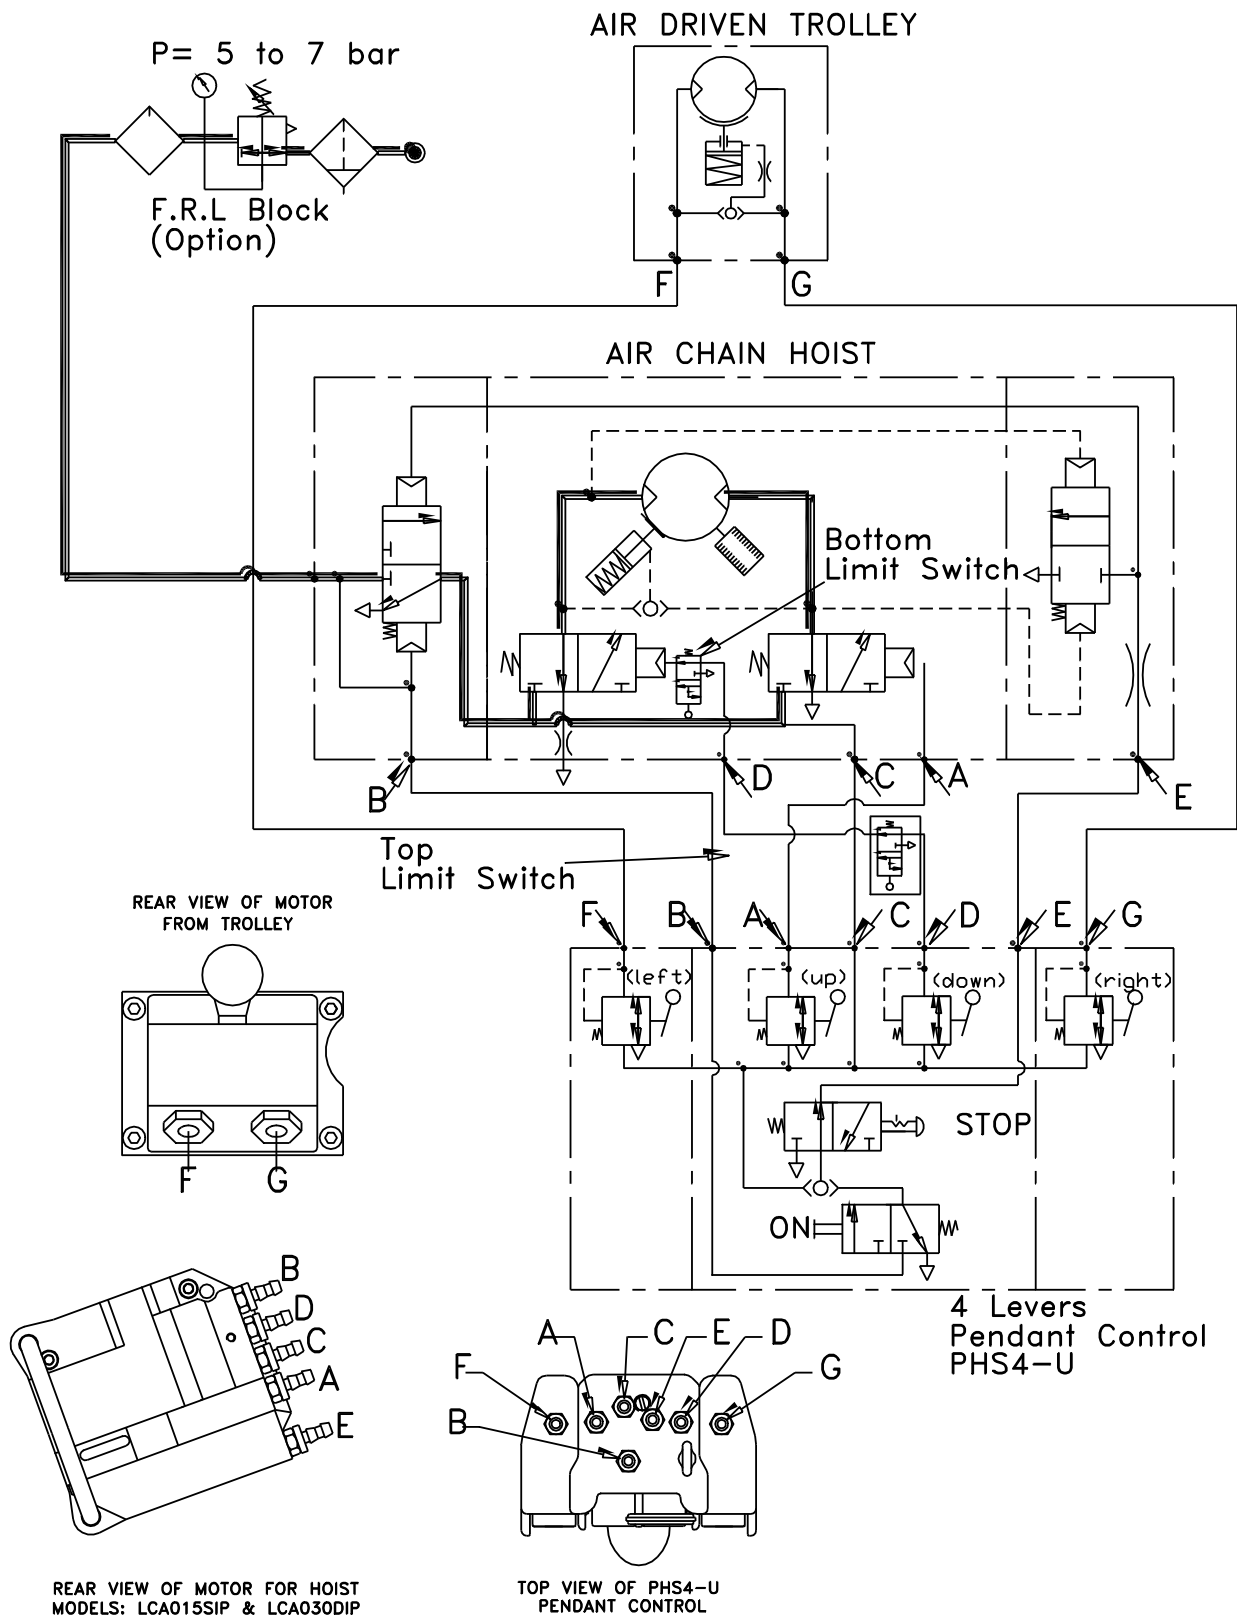 AIR DRIVEN TROLLEY
P= 5 to 7 bar
F.R.L Block
(Option)
F
G
AIR CHAIN HOIST
Bottom
Limit Switch
B
D
C
A
E
Top
Limit Switch
REAR VIEW OF MOTOR
FROM TROLLEY
F
B
A
C
D
E
G
(left)
(up)
(down)
(right)
STOP
F
G
ON
B
D
C
A
E
4 Levers
Pendant Control
PHS4-U
A
C
E
D
F
G
B
REAR VIEW OF MOTOR FOR HOIST
MODELS: LCA015SIP & LCA030DIP
TOP VIEW OF PHS4-U
PENDANT CONTROL